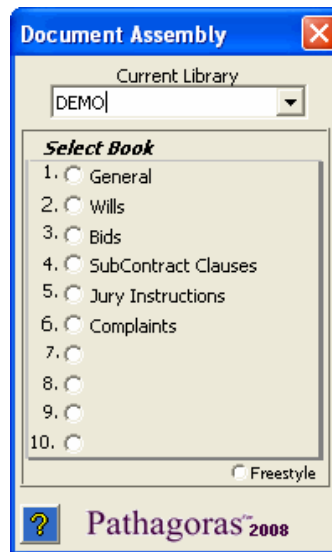 Document Assembly
Current Library
DEMO
Select Book
1. General
2. Wills
3. Bids
4. SubContract Clauses
5. Jury Instructions
6. Complaints
7.
8.
9.
10.
Freestyle
? Pathagoras™ 2008